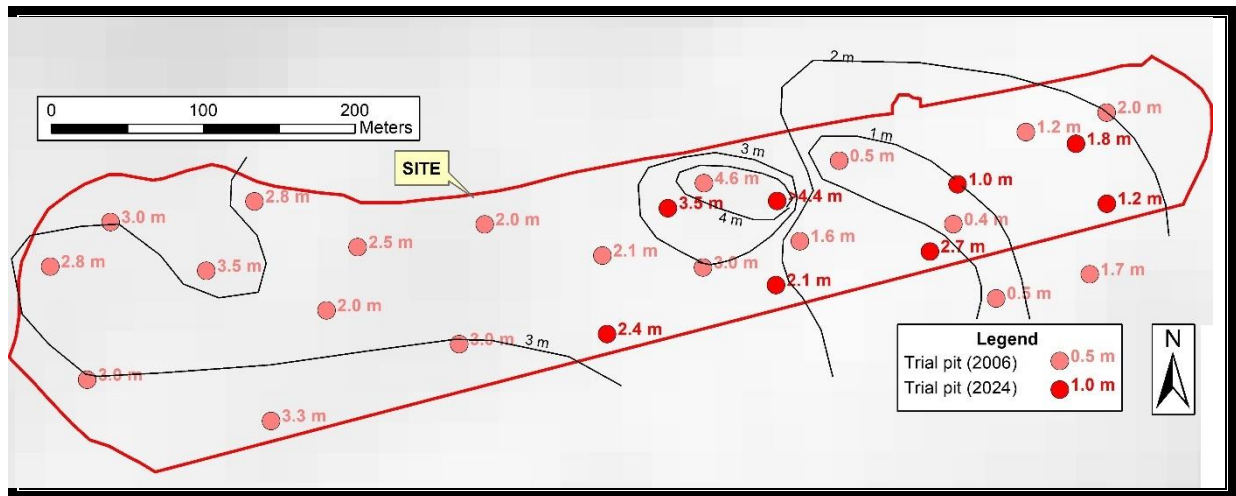 2 m
0 100 200
Meters
2.0 m
1.2 m
1 m
1.8 m
3 m
0.5 m
SITE
4.6 m
1.0 m
2.8 m
>4.4 m
1.2 m
3.5 m
4 m
3.0 m
2.0 m
0.4 m
1.6 m
2.5 m
2.7 m
2.1 m
2.8 m
3.5 m
3.0 m
1.7 m
2.1 m
0.5 m
2.0 m
2.4 m
3.0 m
3 m
3.0 m
3.3 m
Legend
Trial pit (2006) 0.5 m
Trial pit (2024) 1.0 m
N